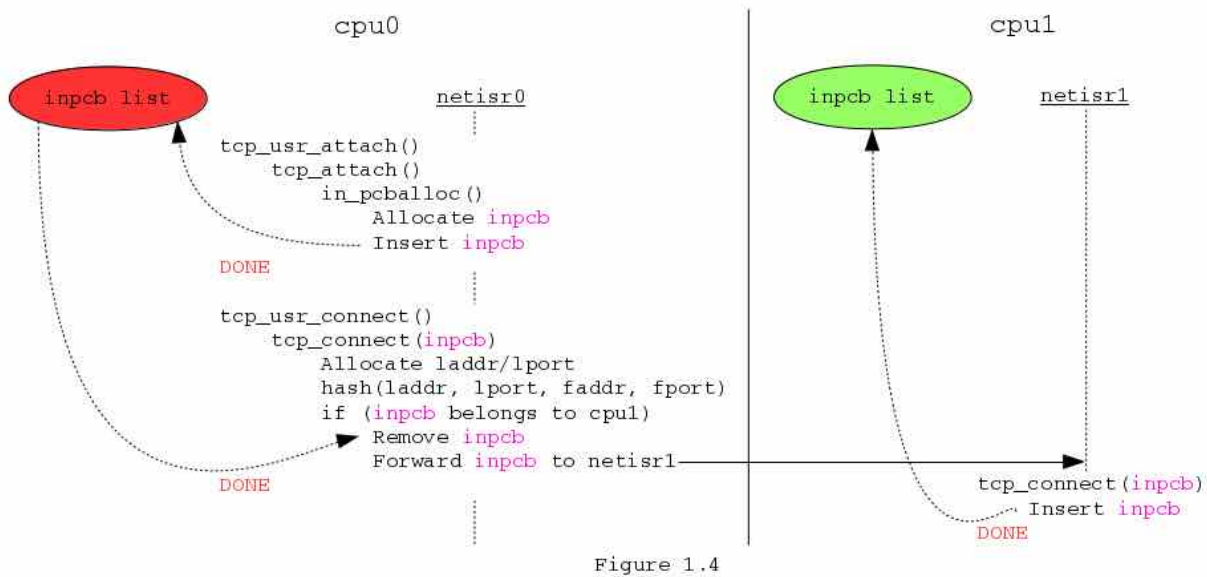 cpu0
cpu1
inpcb list
netisr0
inpcb list
netisr1
tcp_usr_attach()
tcp_attach()
in_pcballoc()
Allocate inpcb
Insert inpcb
DONE
tcp_usr_connect()
tcp_connect(inpcb)
Allocate laddr/lport
hash(laddr, lport, faddr, fport)
if (inpcb belongs to cpu1)
Remove inpcb
Forward inpcb to netisr1
DONE
tcp_connect(inpcb)
Insert inpcb
DONE
Figure 1.4